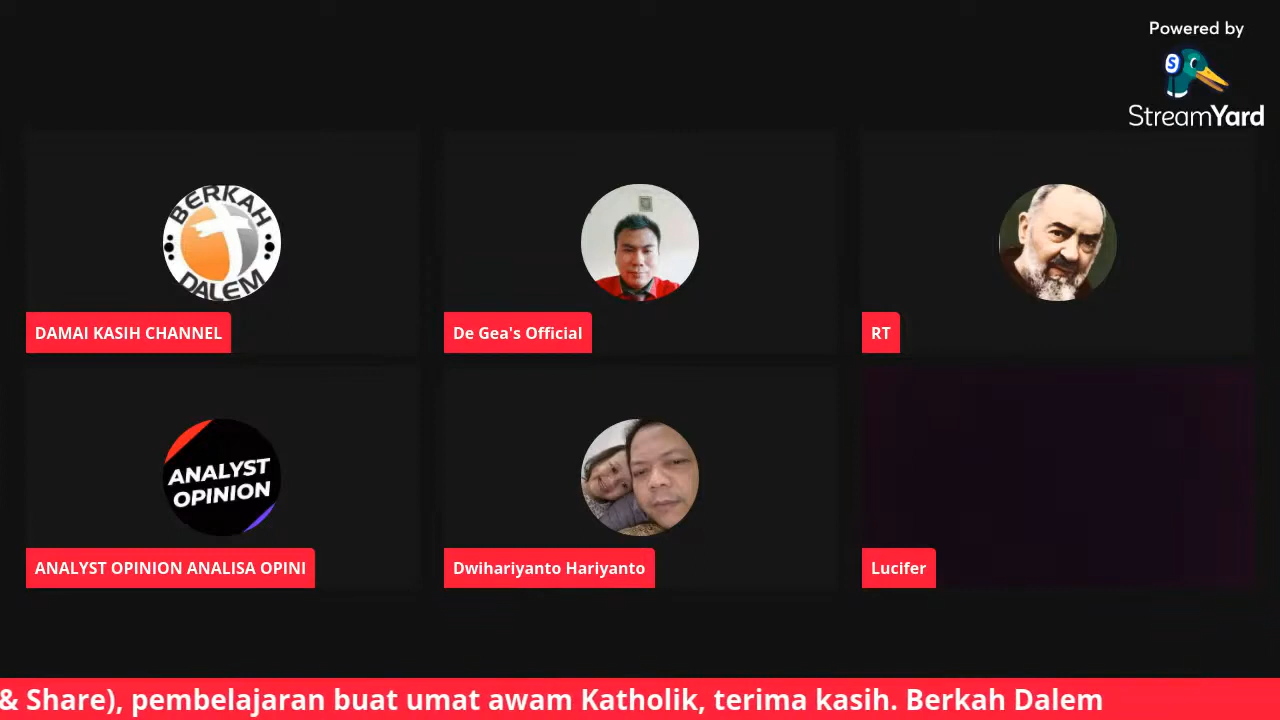 Powered by
S
StreamYard
BERKAH
DALEM
DAMAI KASIH CHANNEL
De Gea's Official
RT
ANALYST
OPINION
ANALYST OPINION ANALISA OPINI
Dwihariyanto Hariyanto
Lucifer
& Share), pembelajaran buat umat awam Katholik, terima kasih. Berkah Dalem